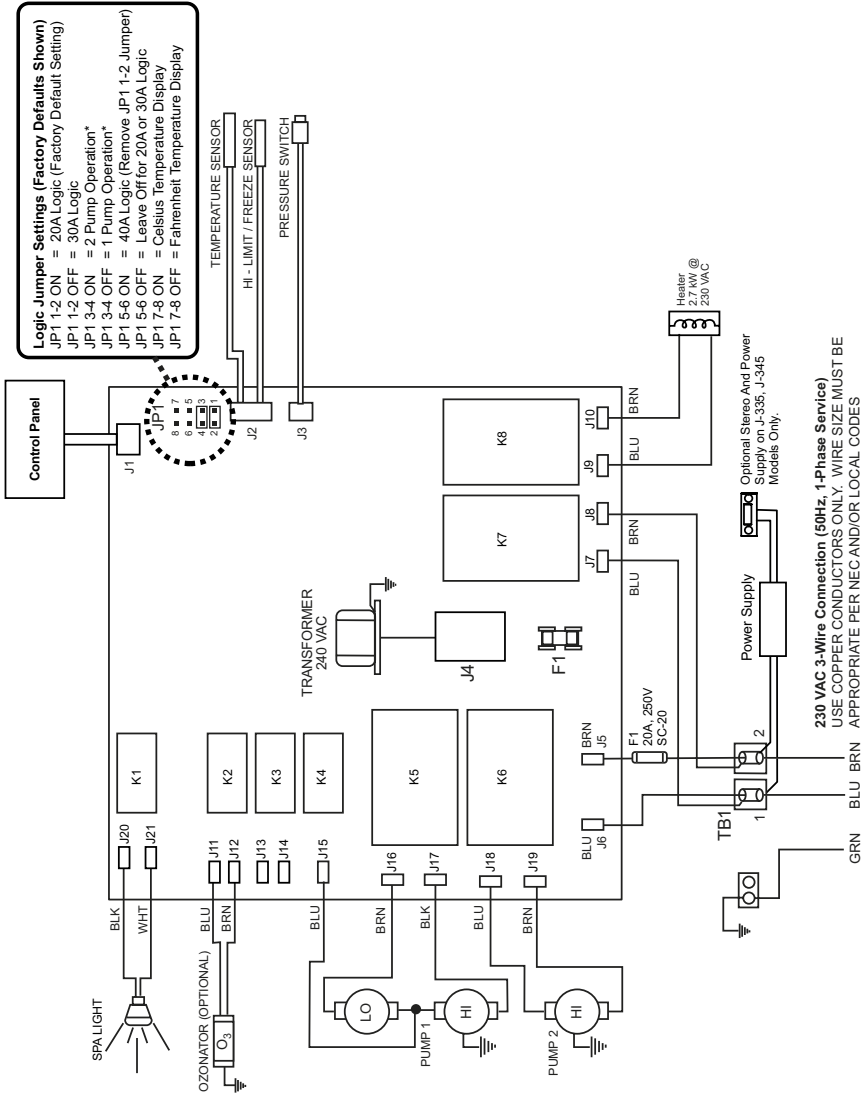 Control Panel
Logic Jumper Settings (Factory Defaults Shown)
JP1 1-2 ON = 20A Logic (Factory Default Setting)
JP1 1-2 OFF = 30A Logic
JP1 3-4 ON = 2 Pump Operation*
JP1 3-4 OFF = 1 Pump Operation*
JP1 5-6 ON = 40A Logic (Remove JP1 1-2 Jumper)
JP1 5-6 OFF = Leave Off for 20A or 30A Logic
JP1 7-8 ON = Celsius Temperature Display
JP1 7-8 OFF = Fahrenheit Temperature Display
J1
JP1
8 7
6 5
4 3
2 1
J2
J3
TEMPERATURE SENSOR
HI - LIMIT / FREEZE SENSOR
PRESSURE SWITCH
SPA LIGHT
BLK
WHT
J20
J21
K1
OZONATOR (OPTIONAL)
O3
BLU
BRN
J11
J12
J13
J14
K2
K3
K4
TRANSFORMER
240 VAC
J4
F1
K7
K8
BLU
J15
BRN
J16
BLK
J17
BLU
J18
BRN
J19
K5
K6
LO
HI
PUMP 1
HI
PUMP 2
BLU
J6
BRN
J5
F1
20A, 250V
SC-20
J7
BLU
J8
BRN
J9
BLU
J10
BRN
Heater
2.7 kW @
230 VAC
TB1
1
2
Power Supply
Optional Stereo And Power
Supply on J-335, J-345
Models Only.
GRN
BLU
BRN
230 VAC 3-Wire Connection (50Hz, 1-Phase Service)
USE COPPER CONDUCTORS ONLY. WIRE SIZE MUST BE
APPROPRIATE PER NEC AND/OR LOCAL CODES